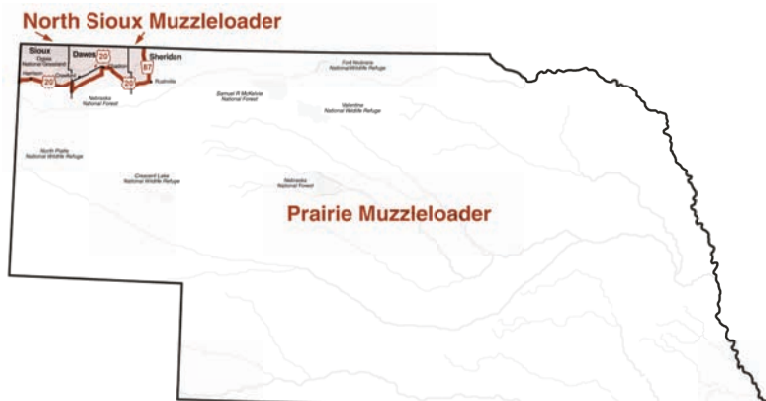 North Sioux Muzzleloader
Sioux
Dawes
20
Sheridan
Oglala
National Grassland
87
Harrison
Crawford
Chadron
20
20
Rushville
Nebraska
National Forest
Fort Niobrara
National Wildlife Refuge
Samuel R McKelvie
National Forest
Valentine
National Wildlife Refuge
North Platte
National Wildlife Refuge
Crescent Lake
National Wildlife Refuge
Nebraska
National Forest
Prairie Muzzleloader